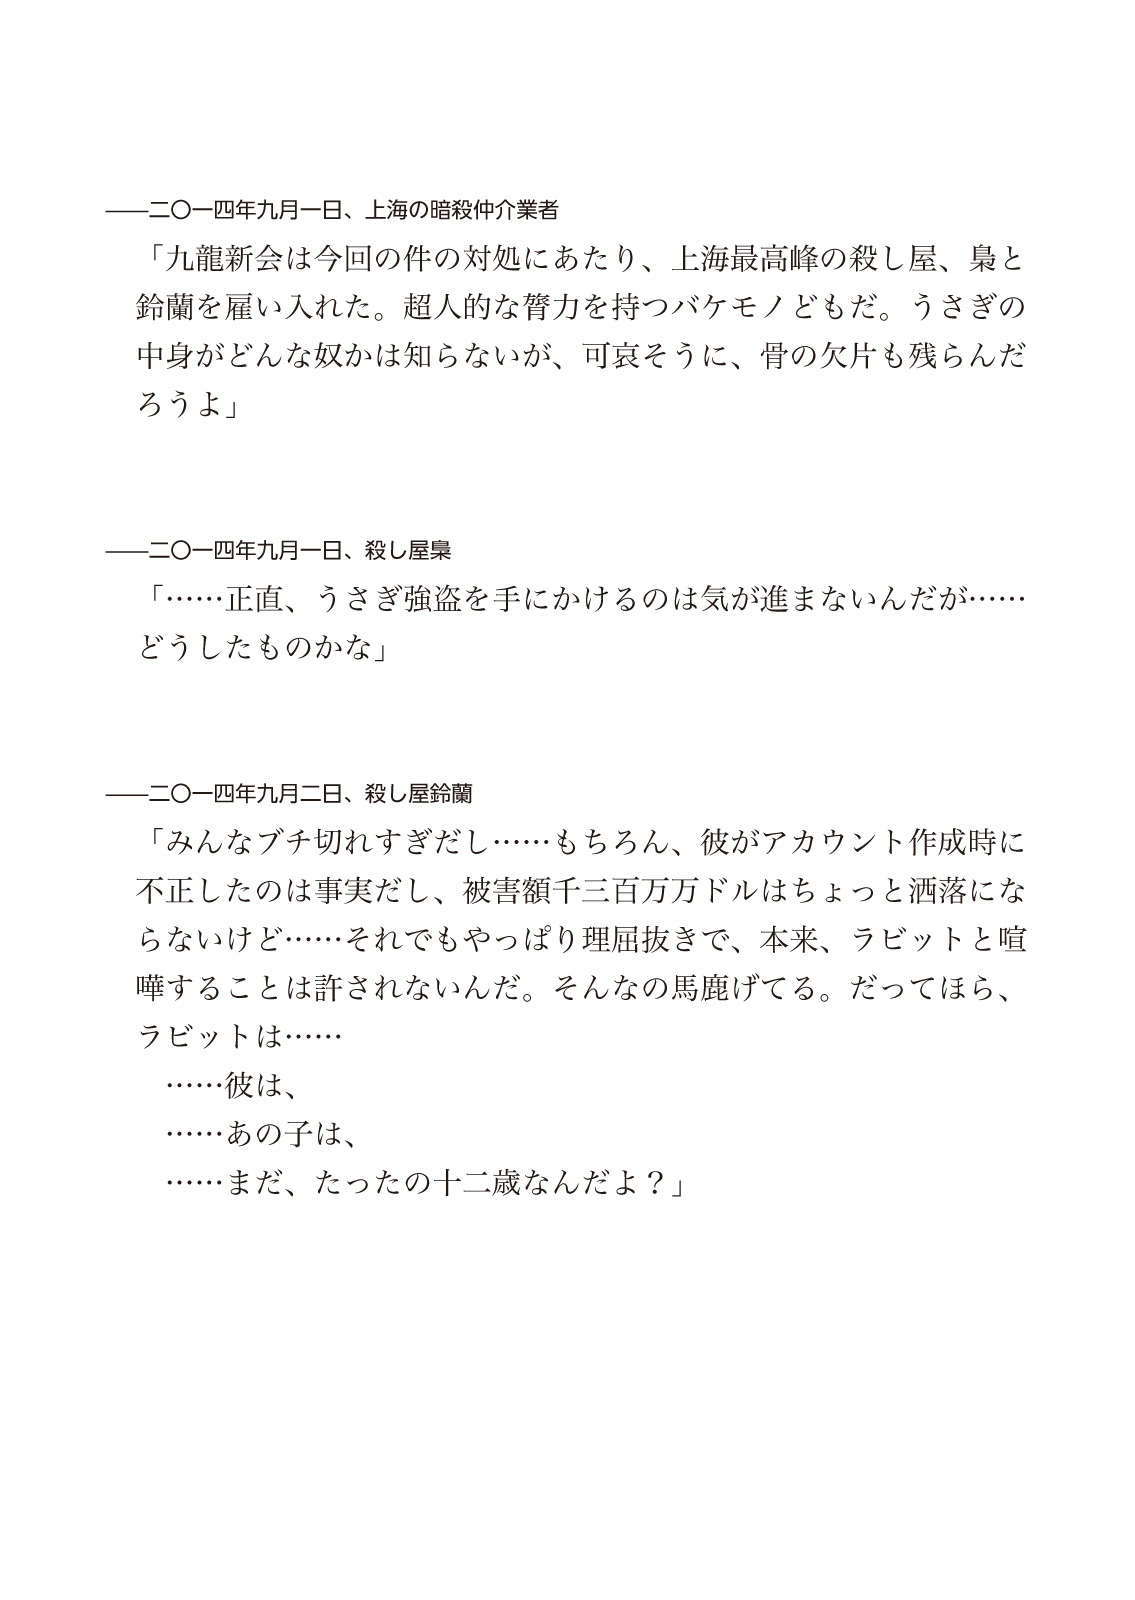 ――二〇一四年九月一日、上海の暗殺仲介業者
「九龍新会は今回の件の対処にあたり、上海最高峰の殺し屋、梟と
鈴蘭を雇い入れた。超人的な膂力を持つバケモノどもだ。うさぎの
中身がどんな奴かは知らないが、可哀そうに、骨の欠片も残らんだ
ろうよ」
――二〇一四年九月一日、殺し屋梟
「……正直、うさぎ強盗を手にかけるのは気が進まないんだが……
どうしたものかな」
――二〇一四年九月二日、殺し屋鈴蘭
「みんなブチ切れすぎだし……もちろん、彼がアカウント作成時に
不正したのは事実だし、被害額千三百万万ドルはちょっと洒落にな
らないけど……それでもやっぱり理屈抜きで、本来、ラビットと喧
嘩することは許されないんだ。そんなの馬鹿げてる。だってほら、
ラビットは……
……彼は、
……あの子は、
……まだ、たったの十二歳なんだよ？」